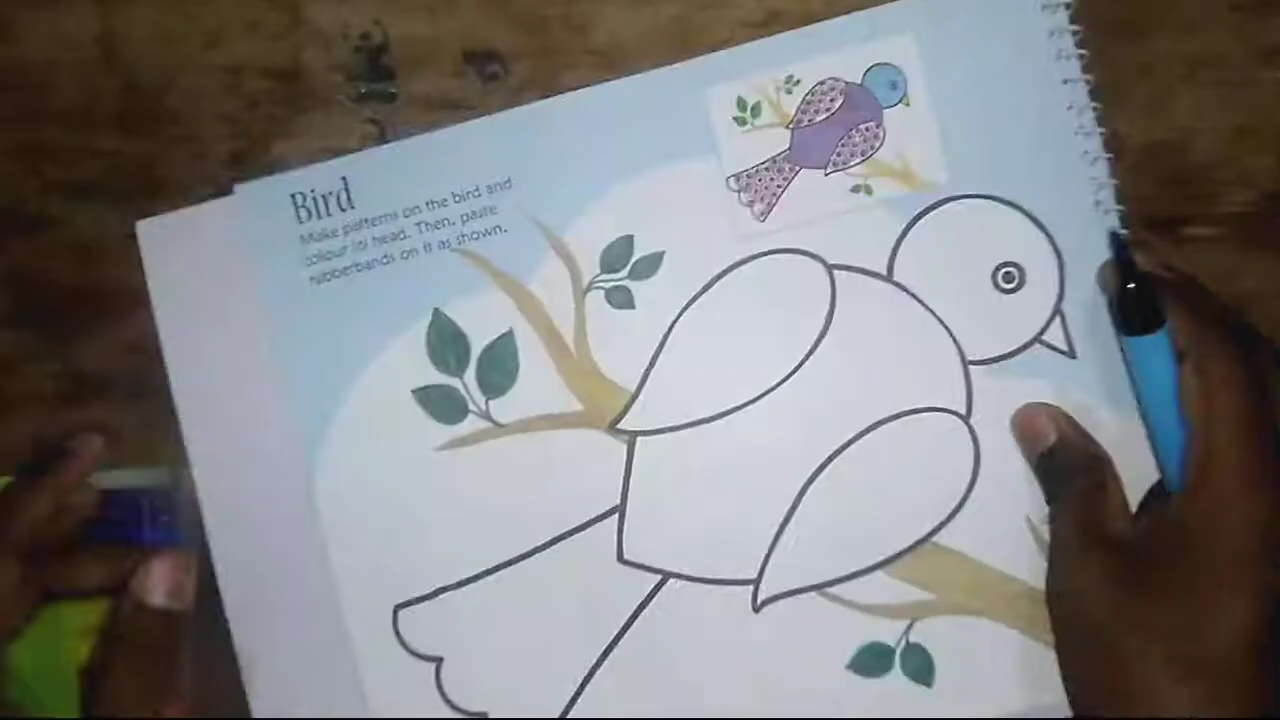 Bird
Make patterns on the bird and
colour its head. Then, paste
rubberbands on it as shown.